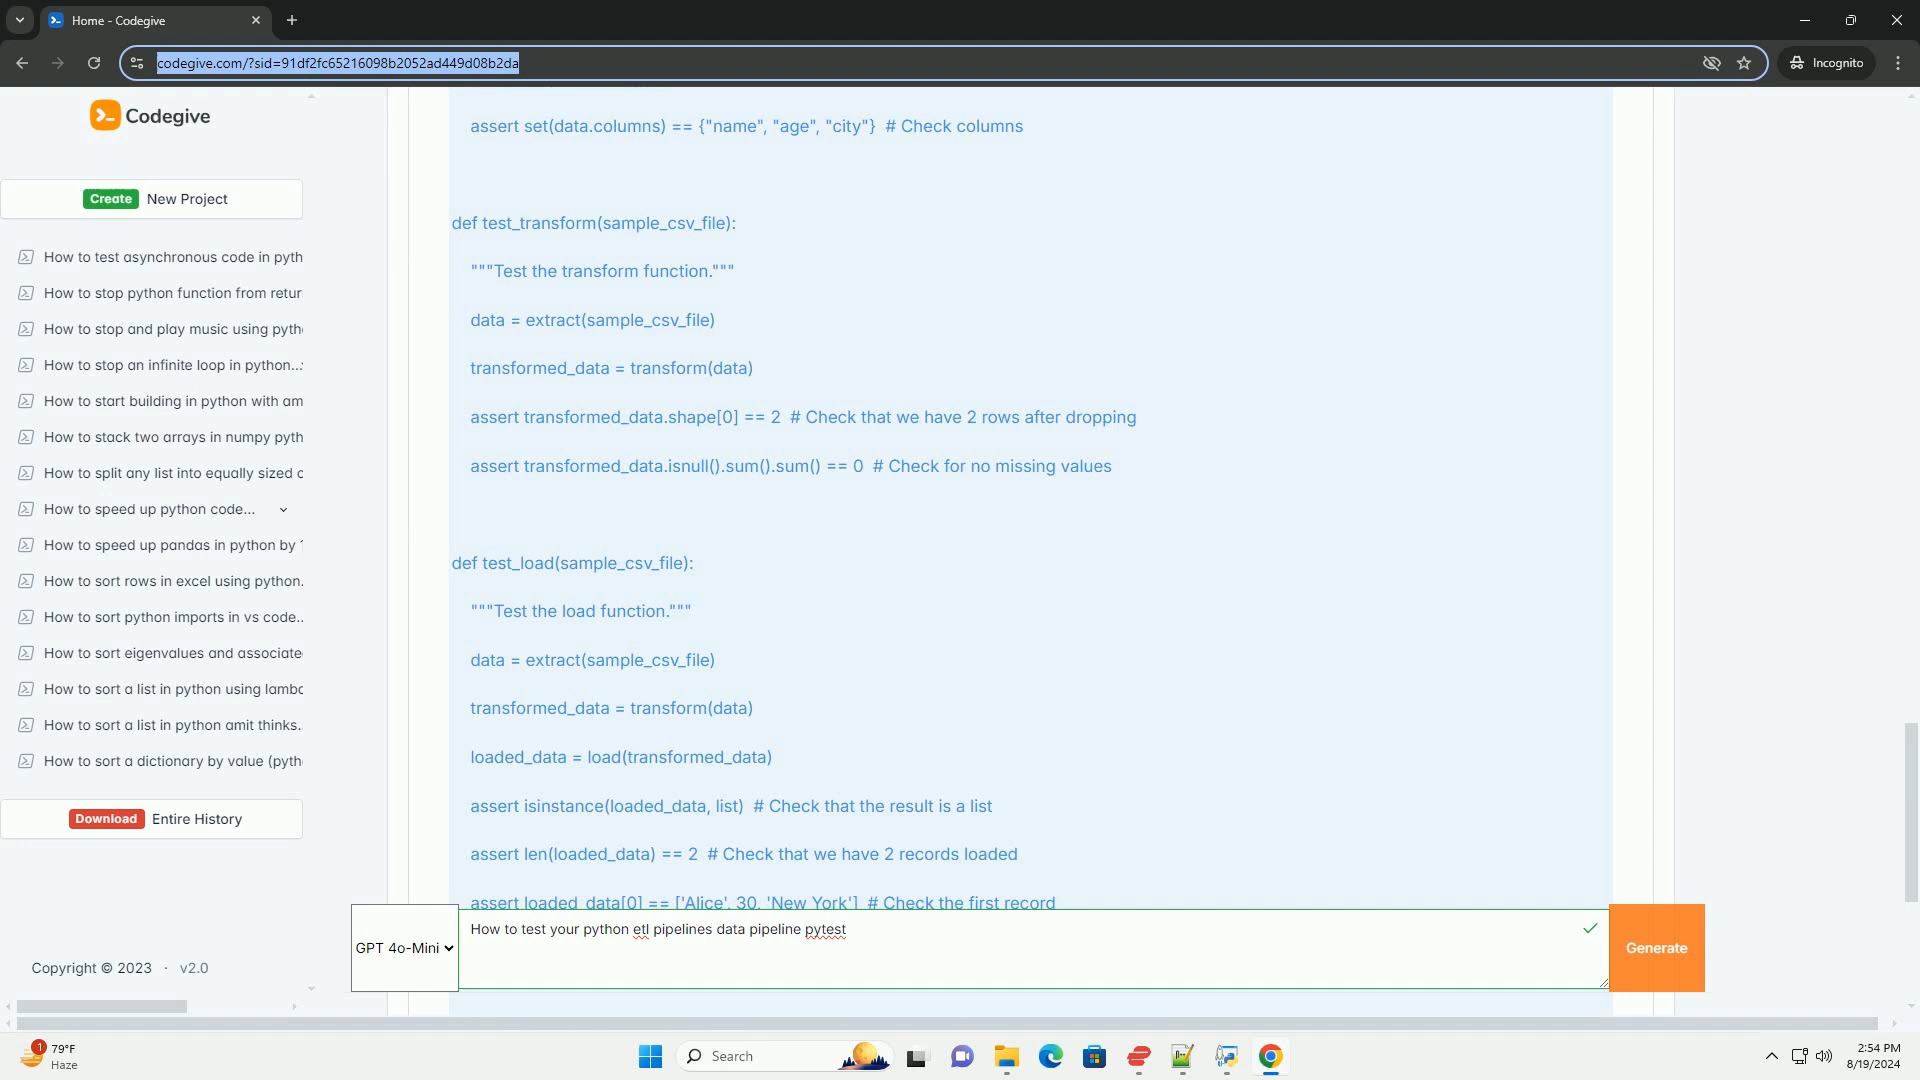 Home - Codegive
codegive.com/?sid=91df2fc65216098b2052ad449d08b2da
Incognito
Codegive
Create New Project
How to test asynchronous code in pyth
How to stop python function from retur
How to stop and play music using pyth
How to stop an infinite loop in python...
How to start building in python with am
How to stack two arrays in numpy pyth
How to split any list into equally sized c
How to speed up python code...
How to speed up pandas in python by
How to sort rows in excel using python.
How to sort python imports in vs code..
How to sort eigenvalues and associate
How to sort a list in python using lambd
How to sort a list in python amit thinks.
How to sort a dictionary by value (pyth
Download Entire History
Copyright © 2023 · v2.0
assert set(data.columns) == {"name", "age", "city"} # Check columns
def test_transform(sample_csv_file):
"""Test the transform function."""
data = extract(sample_csv_file)
transformed_data = transform(data)
assert transformed_data.shape[0] == 2 # Check that we have 2 rows after dropping
assert transformed_data.isnull().sum().sum() == 0 # Check for no missing values
def test_load(sample_csv_file):
"""Test the load function."""
data = extract(sample_csv_file)
transformed_data = transform(data)
loaded_data = load(transformed_data)
assert isinstance(loaded_data, list) # Check that the result is a list
assert len(loaded_data) == 2 # Check that we have 2 records loaded
assert loaded_data[0] == ['Alice', 30, 'New York'] # Check the first record
GPT 4o-Mini
How to test your python etl pipelines data pipeline pytest
Generate
1
79°F
Haze
Search
2:54 PM
8/19/2024